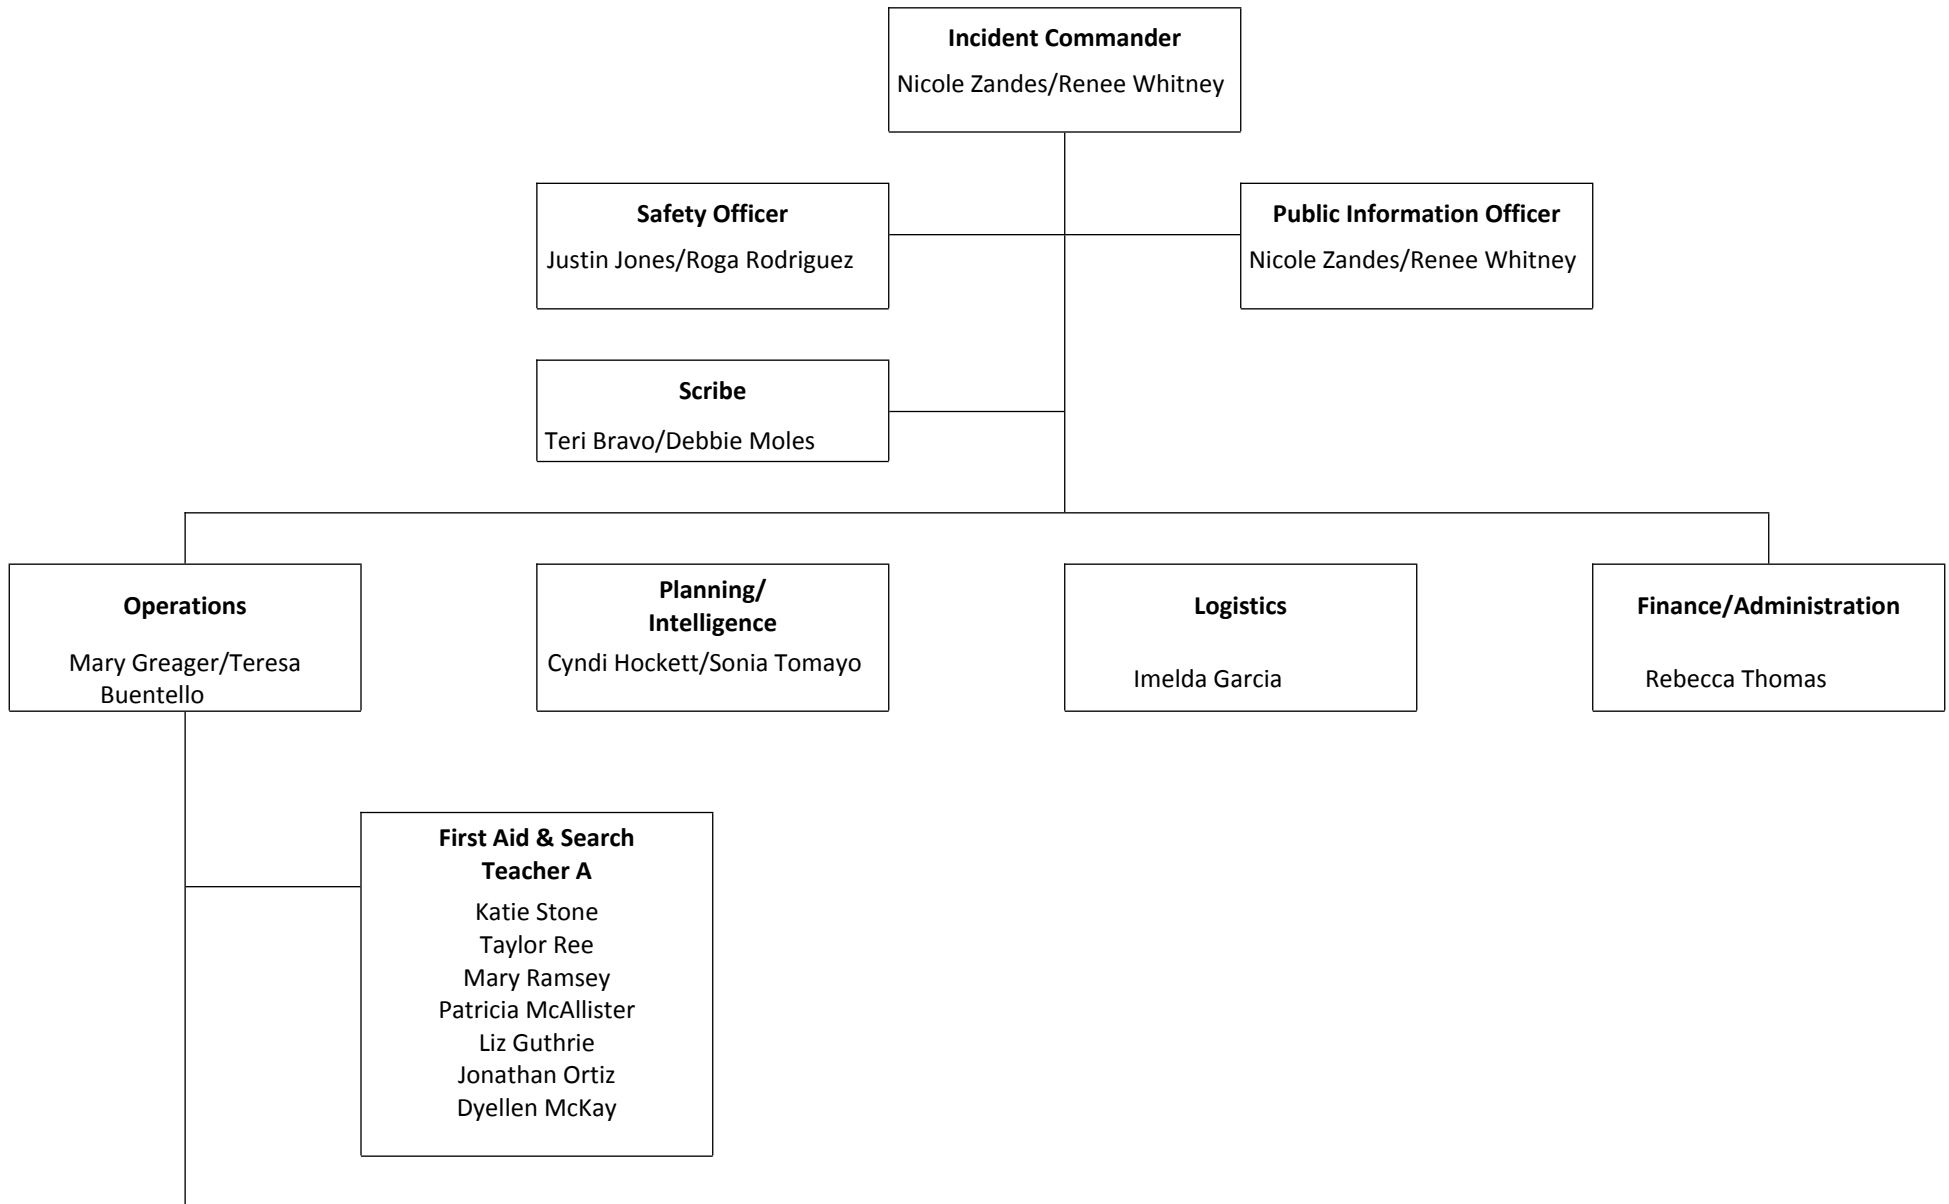 Incident Commander
Nicole Zandes/Renee Whitney
Safety Officer
Justin Jones/Roga Rodriguez
Public Information Officer
Nicole Zandes/Renee Whitney
Scribe
Teri Bravo/Debbie Moles
Operations
Mary Greager/Teresa
Buentello
Planning/
Intelligence
Cyndi Hockett/Sonia Tomayo
Logistics
Imelda Garcia
Finance/Administration
Rebecca Thomas
First Aid & Search
Teacher A
Katie Stone
Taylor Ree
Mary Ramsey
Patricia McAllister
Liz Guthrie
Jonathan Ortiz
Dyellen McKay